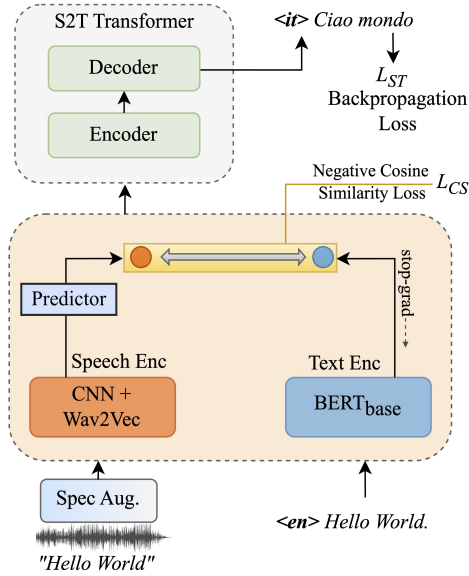 S2T Transformer
<it> Ciao mondo
Decoder
L_ST
Backpropagation
Loss
Encoder
Negative Cosine
Similarity Loss
L_CS
stop-grad
Predictor
Speech Enc
Text Enc
CNN +
Wav2Vec
BERT_base
Spec Aug.
<en> Hello World.
"Hello World"